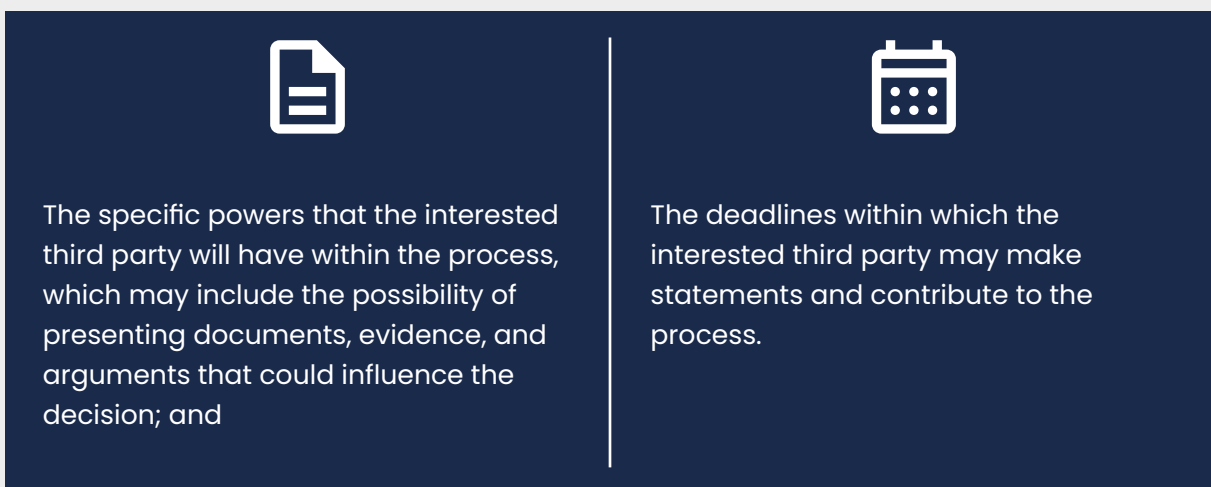 The specific powers that the interested
third party will have within the process,
which may include the possibility of
presenting documents, evidence, and
arguments that could influence the
decision; and
The deadlines within which the
interested third party may make
statements and contribute to the
process.